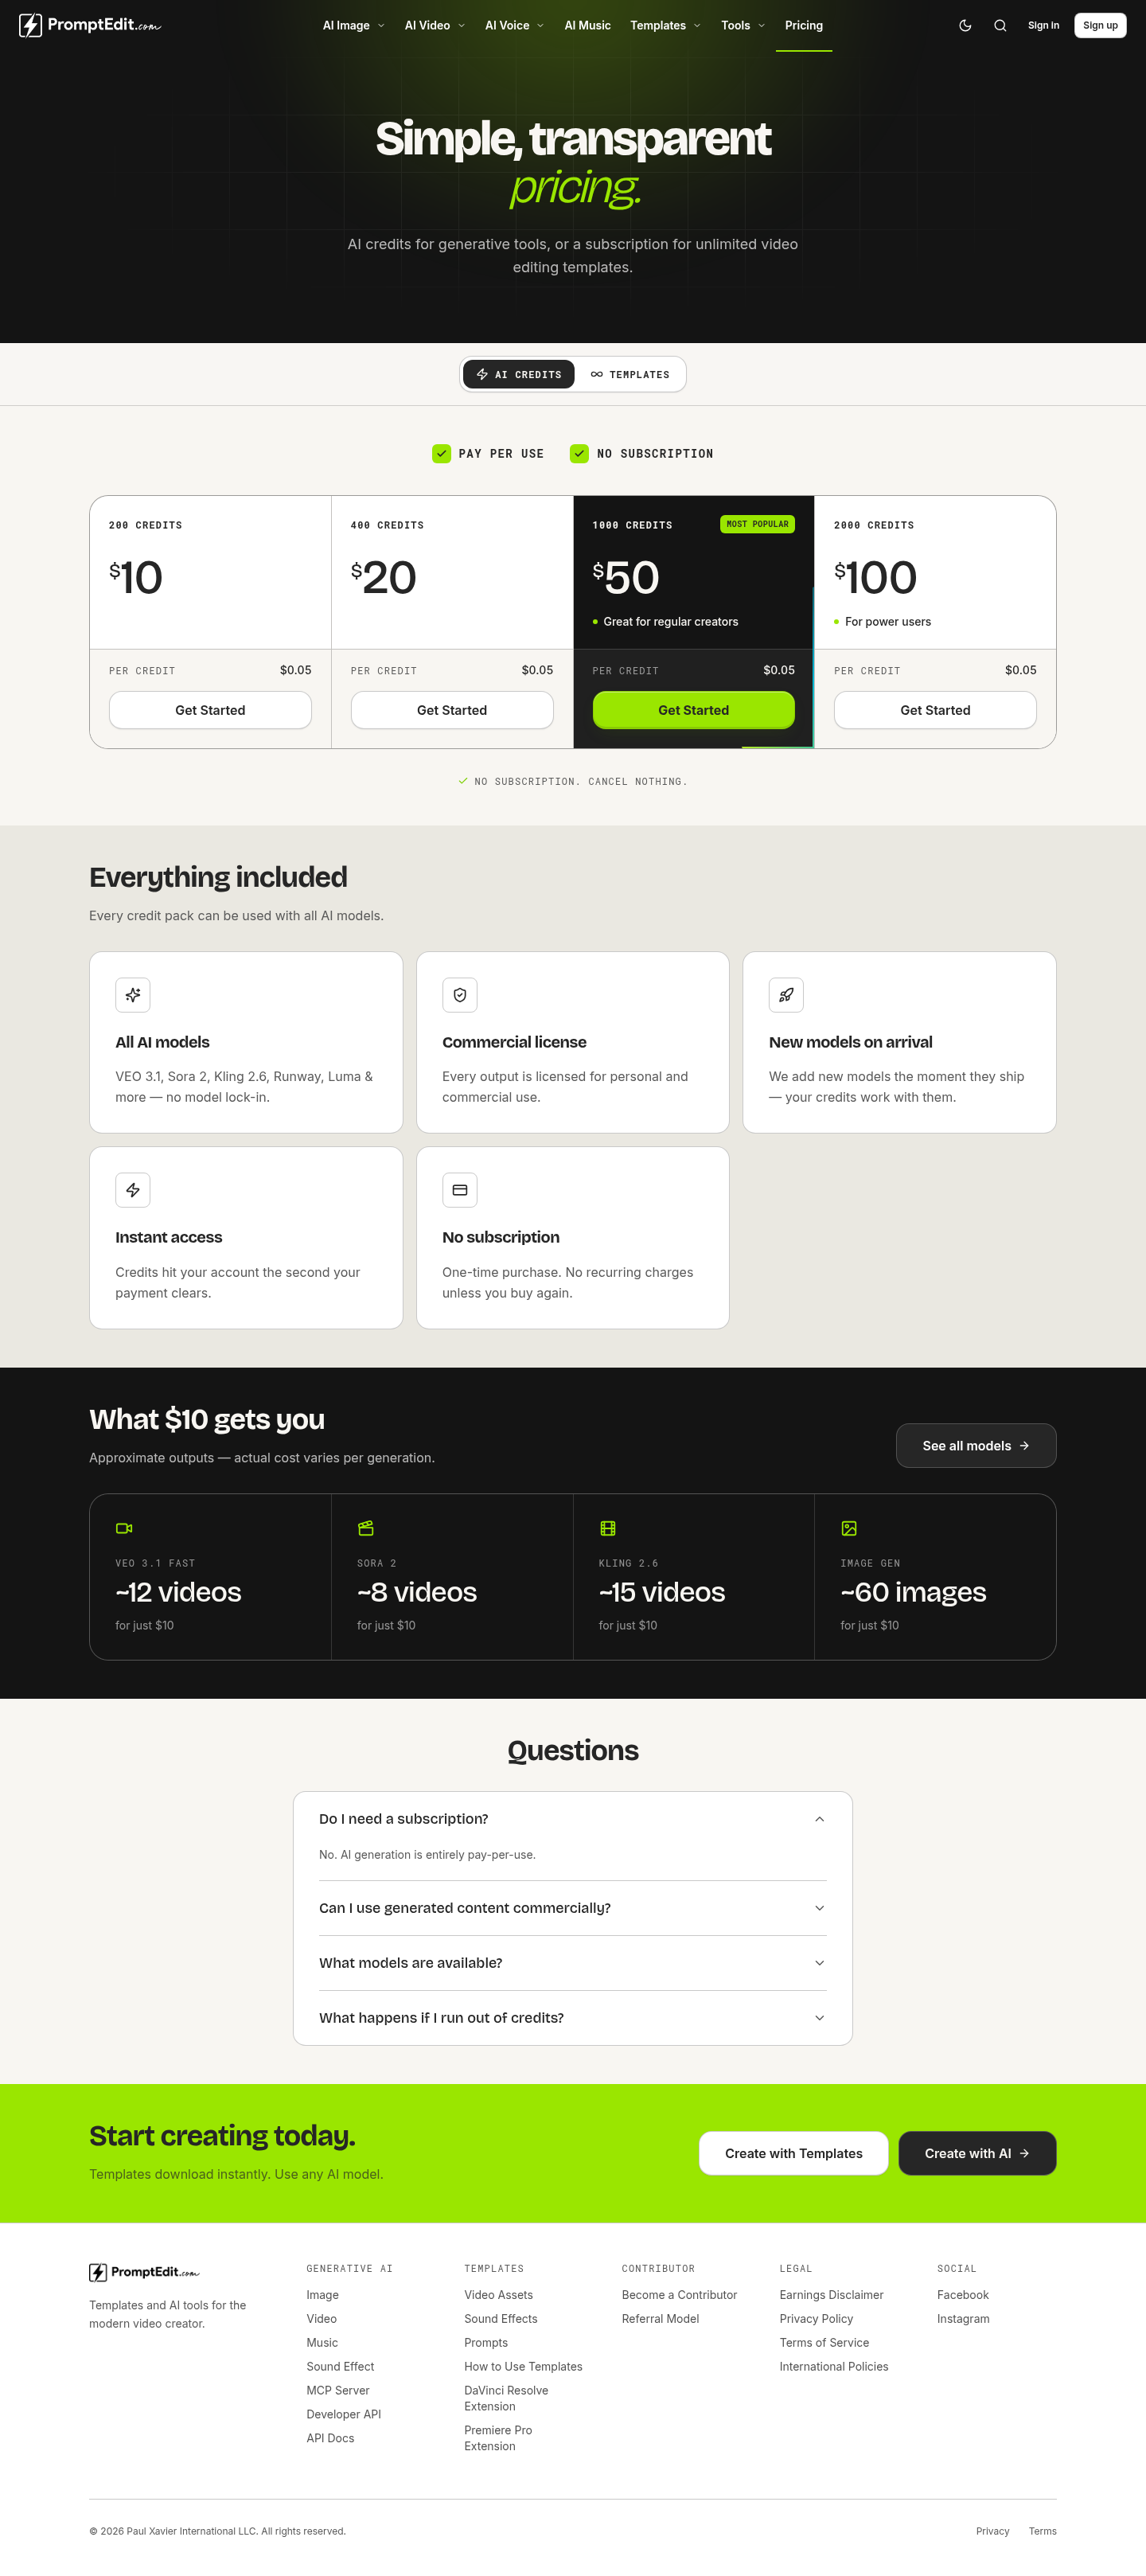 PromptEdit.com
AI Image
AI Video
AI Voice
AI Music
Templates
Tools
Pricing
Sign in
Sign up
Simple, transparent
pricing.
AI credits for generative tools, or a subscription for unlimited video
editing templates.
AI CREDITS
TEMPLATES
PAY PER USE
NO SUBSCRIPTION
200 CREDITS
$10
PER CREDIT
$0.05
Get Started
400 CREDITS
$20
PER CREDIT
$0.05
Get Started
1000 CREDITS
MOST POPULAR
$50
Great for regular creators
PER CREDIT
$0.05
Get Started
2000 CREDITS
$100
For power users
PER CREDIT
$0.05
Get Started
NO SUBSCRIPTION. CANCEL NOTHING.
Everything included
Every credit pack can be used with all AI models.
All AI models
VEO 3.1, Sora 2, Kling 2.6, Runway, Luma &
more — no model lock-in.
Commercial license
Every output is licensed for personal and
commercial use.
New models on arrival
We add new models the moment they ship
— your credits work with them.
Instant access
Credits hit your account the second your
payment clears.
No subscription
One-time purchase. No recurring charges
unless you buy again.
What $10 gets you
Approximate outputs — actual cost varies per generation.
See all models
VEO 3.1 FAST
~12 videos
for just $10
SORA 2
~8 videos
for just $10
KLING 2.6
~15 videos
for just $10
IMAGE GEN
~60 images
for just $10
Questions
Do I need a subscription?
No. AI generation is entirely pay-per-use.
Can I use generated content commercially?
What models are available?
What happens if I run out of credits?
Start creating today.
Templates download instantly. Use any AI model.
Create with Templates
Create with AI
PromptEdit.com
Templates and AI tools for the
modern video creator.
GENERATIVE AI
Image
Video
Music
Sound Effect
MCP Server
Developer API
API Docs
TEMPLATES
Video Assets
Sound Effects
Prompts
How to Use Templates
DaVinci Resolve
Extension
Premiere Pro
Extension
CONTRIBUTOR
Become a Contributor
Referral Model
LEGAL
Earnings Disclaimer
Privacy Policy
Terms of Service
International Policies
SOCIAL
Facebook
Instagram
© 2026 Paul Xavier International LLC. All rights reserved.
Privacy
Terms